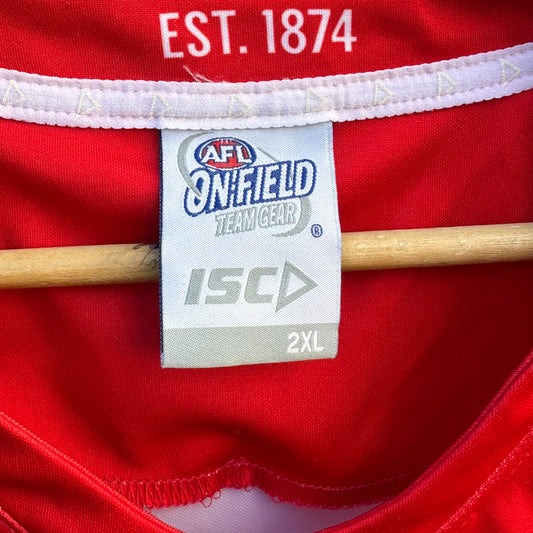 EST. 1874
AFL
ON:FIELD
TEAM GEAR
®
ISC
2XL